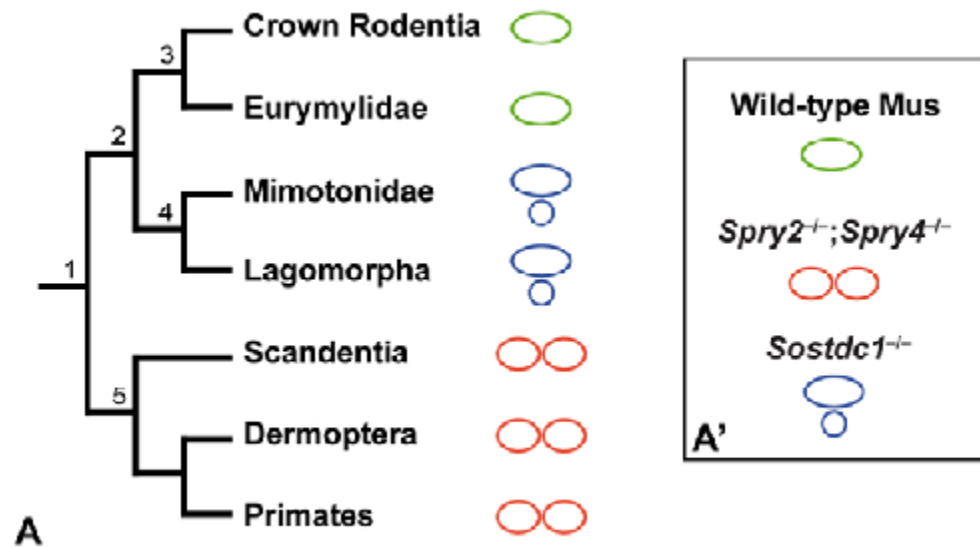 Crown Rodentia
3
Eurymylidae
2
Mimotonidae
4
Lagomorpha
1
Scandentia
5
Dermoptera
Primates
A
Wild-type Mus
Spry2⁻/⁻;Spry4⁻/⁻
Sostdc1⁻/⁻
A’